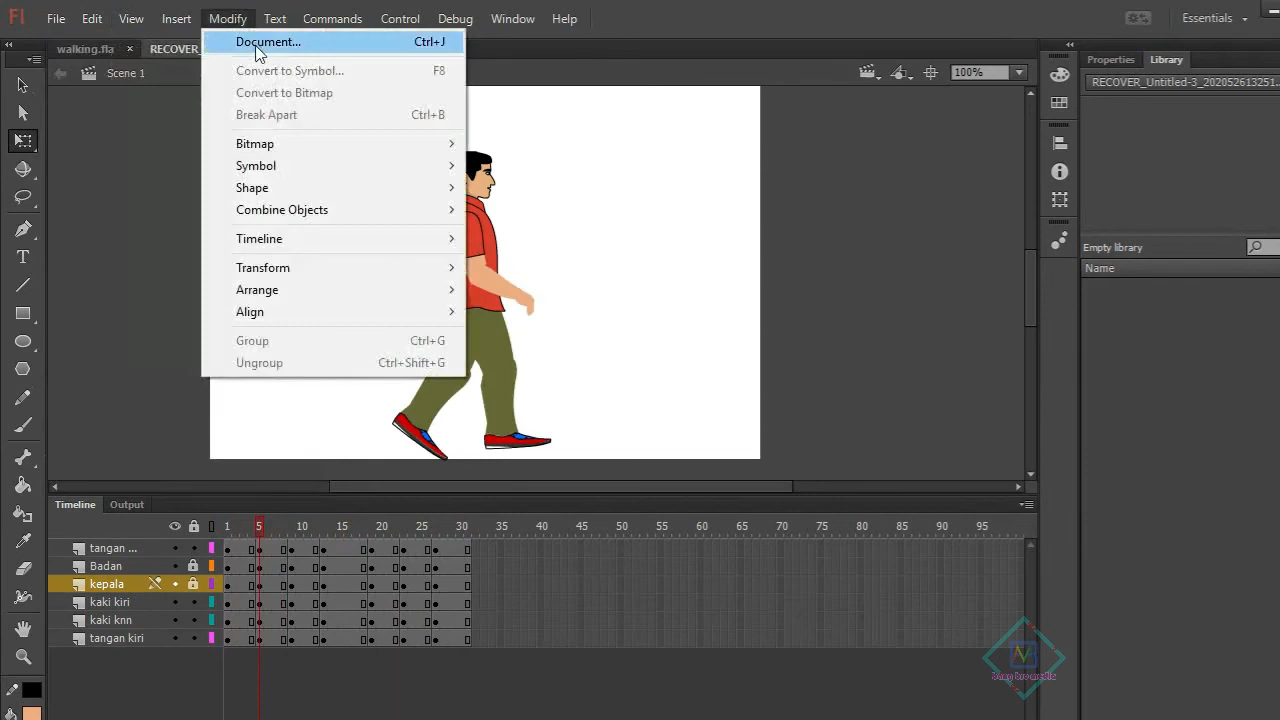 Fl File Edit View Insert Modify Text Commands Control Debug Window Help Essentials
walking.fla × RECOVER_
Scene 1 100%
Document... Ctrl+J
Convert to Symbol... F8
Convert to Bitmap
Break Apart Ctrl+B
Bitmap
Symbol
Shape
Combine Objects
Timeline
Transform
Arrange
Align
Group Ctrl+G
Ungroup Ctrl+Shift+G
Properties Library
RECOVER_Untitled-3_202052613251...
Empty library
Name
Timeline Output
1 5 10 15 20 25 30 35 40 45 50 55 60 65 70 75 80 85 90 95
tangan ...
Badan
kepala
kaki kiri
kaki knn
tangan kiri